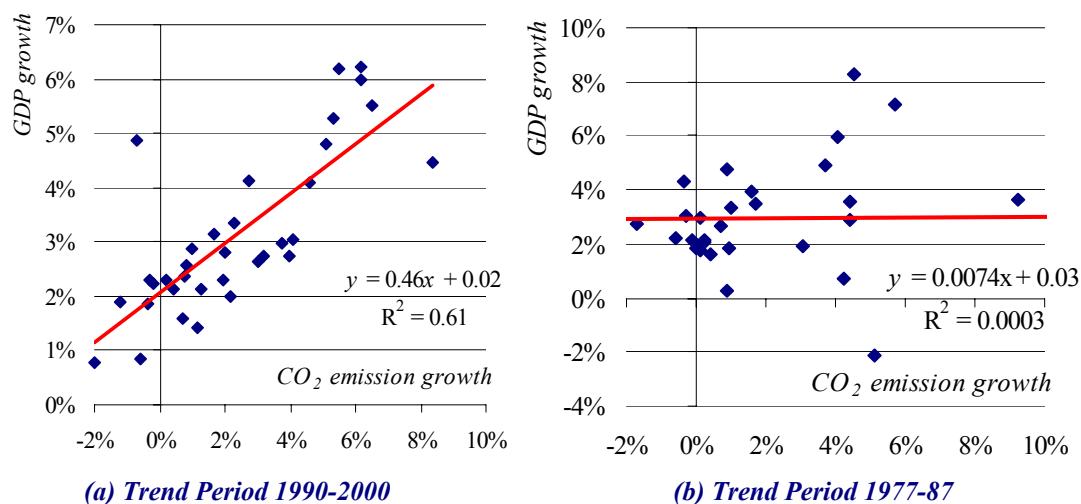 GDP growth
7%
6%
5%
4%
3%
2%
1%
0%
y = 0.46x + 0.02
R² = 0.61
CO₂ emission growth
-2% 0% 2% 4% 6% 8% 10%
(a) Trend Period 1990-2000
GDP growth
10%
8%
6%
4%
2%
0%
-2%
-4%
y = 0.0074x + 0.03
R² = 0.0003
CO₂ emission growth
-2% 0% 2% 4% 6% 8% 10%
(b) Trend Period 1977-87